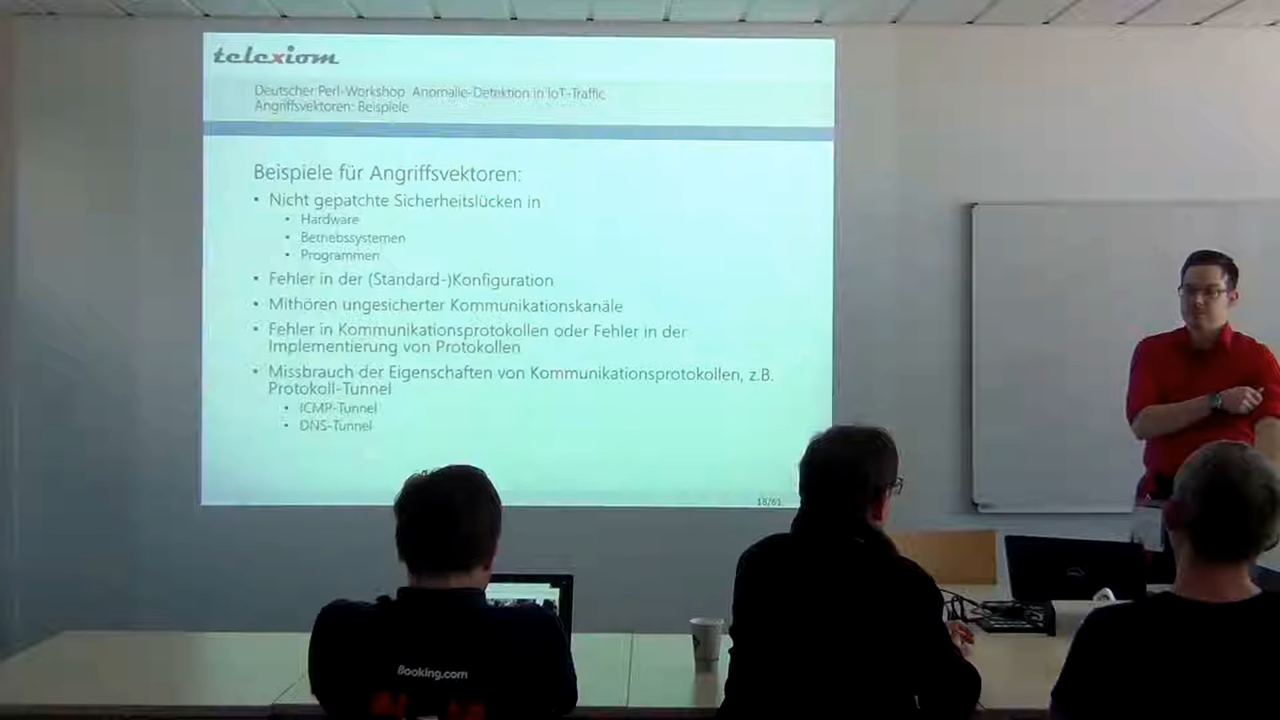 telexiom
Deutscher Perl-Workshop Anomalie-Detektion in IoT-Traffic
Angriffsvektoren: Beispiele
Beispiele für Angriffsvektoren:
• Nicht gepatchte Sicherheitslücken in
• Hardware
• Betriebssystemen
• Programmen
• Fehler in der (Standard-)Konfiguration
• Mithören ungesicherter Kommunikationskanäle
• Fehler in Kommunikationsprotokollen oder Fehler in der
Implementierung von Protokollen
• Missbrauch der Eigenschaften von Kommunikationsprotokollen, z.B.
Protokoll-Tunnel
• ICMP-Tunnel
• DNS-Tunnel
18/61
Booking.com